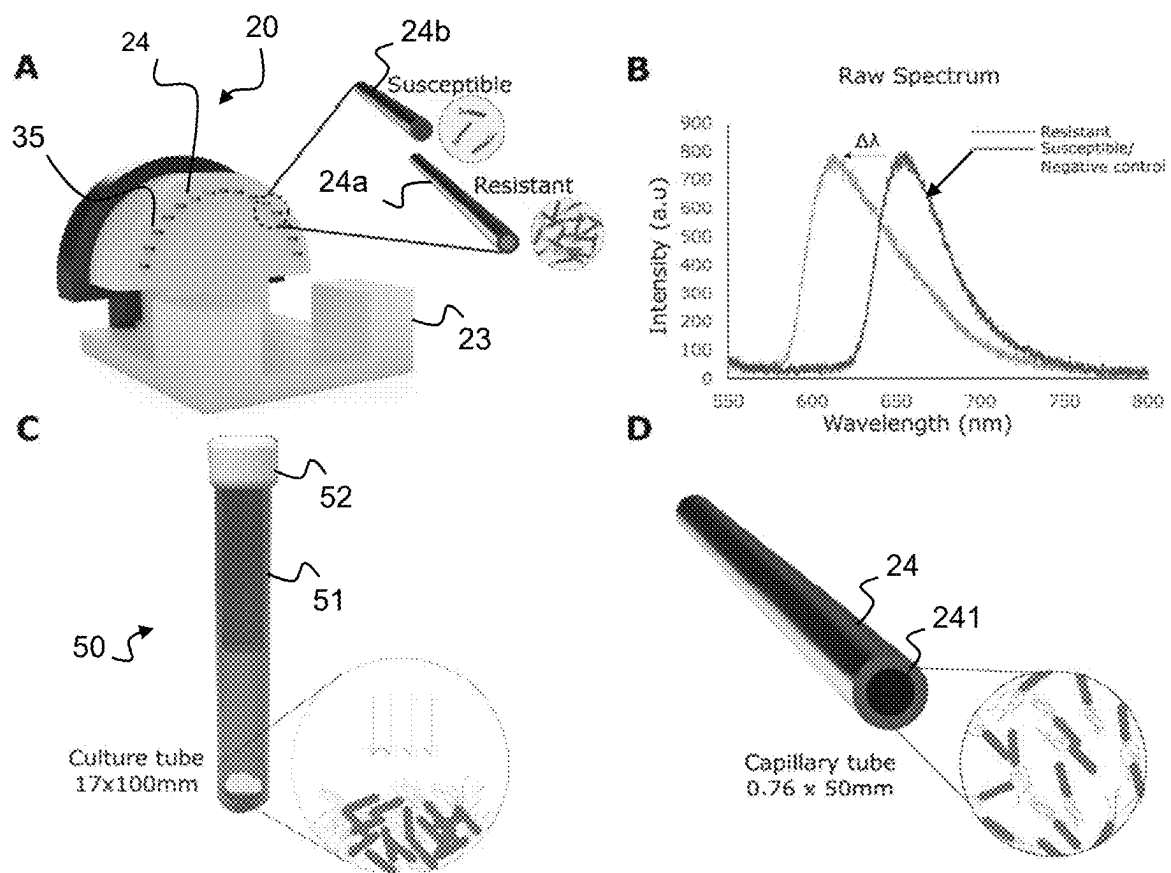 A
24
20
24b
Susceptible
35
24a
Resistant
23
B
Raw Spectrum
Δλ
Resistant
Susceptible/
Negative control
Intensity (a.u)
900
800
700
600
500
400
300
200
100
0
550 600 650 700 750 800
Wavelength (nm)
C
52
51
50
Culture tube
17x100mm
D
24
241
Capillary tube
0.76 x 50mm